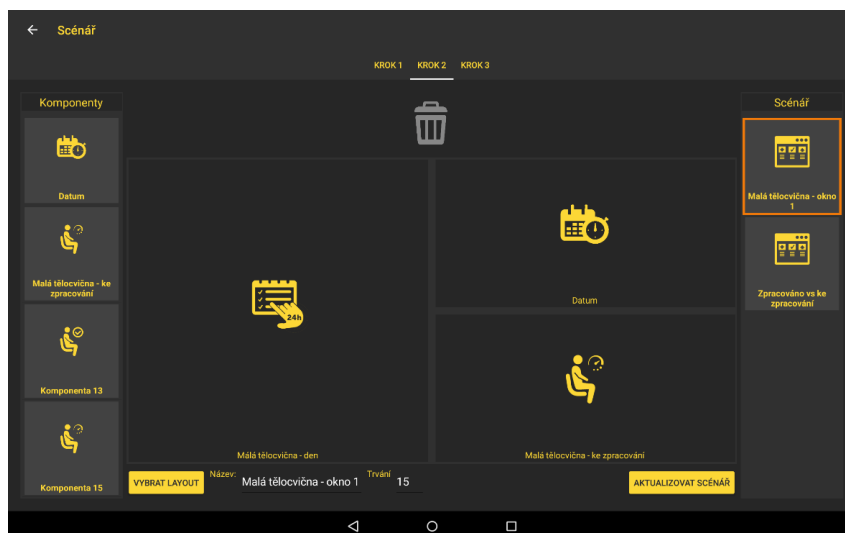 Scénář
KROK 1 KROK 2 KROK 3
Komponenty
Datum
Malá tělocvična - ke
zpracování
Komponenta 13
Komponenta 15
24h
Málá tělocvična - den
Datum
Malá tělocvična - ke zpracování
VYBRAT LAYOUT
Název:
Malá tělocvična - okno 1
Trvání
15
AKTUALIZOVAT SCÉNÁŘ
Scénář
Malá tělocvična - okno
1
Zpracováno vs ke
zpracování